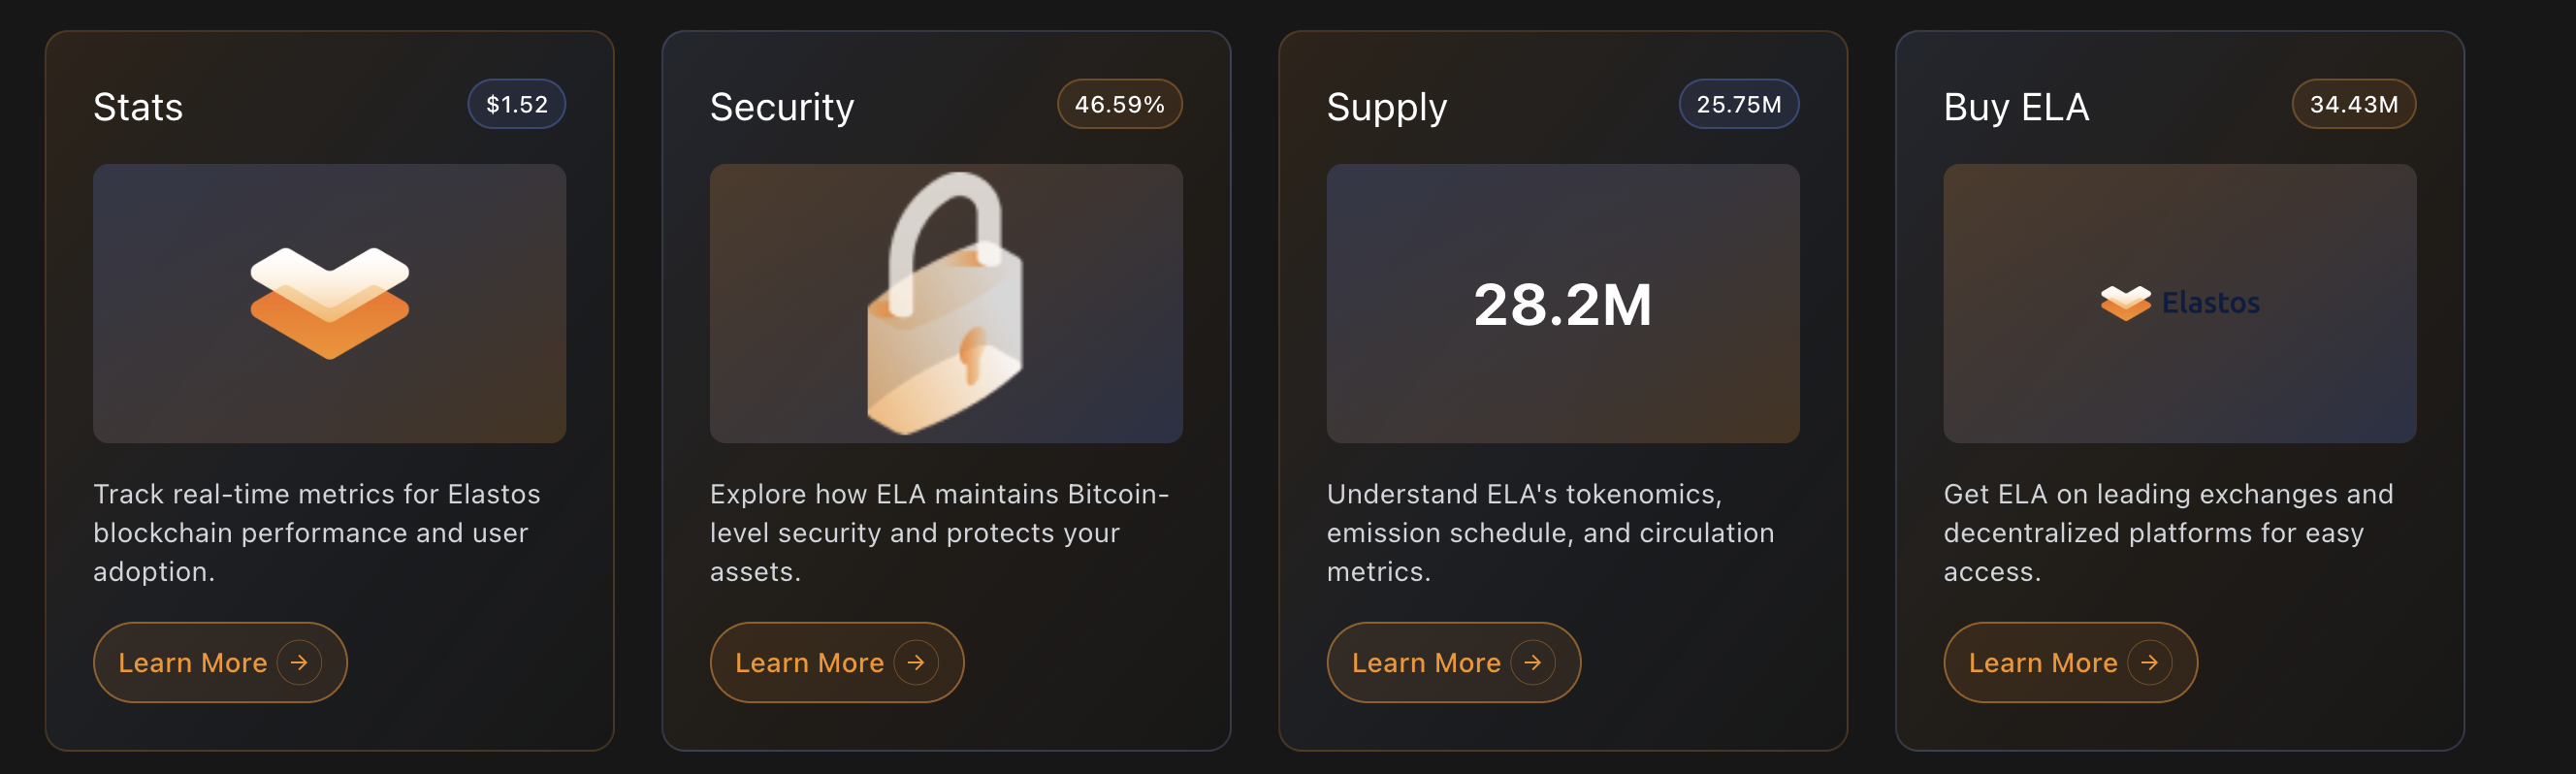 Stats
$1.52
Track real-time metrics for Elastos
blockchain performance and user
adoption.
Learn More
Security
46.59%
Explore how ELA maintains Bitcoin-
level security and protects your
assets.
Learn More
Supply
25.75M
28.2M
Understand ELA's tokenomics,
emission schedule, and circulation
metrics.
Learn More
Buy ELA
34.43M
Elastos
Get ELA on leading exchanges and
decentralized platforms for easy
access.
Learn More